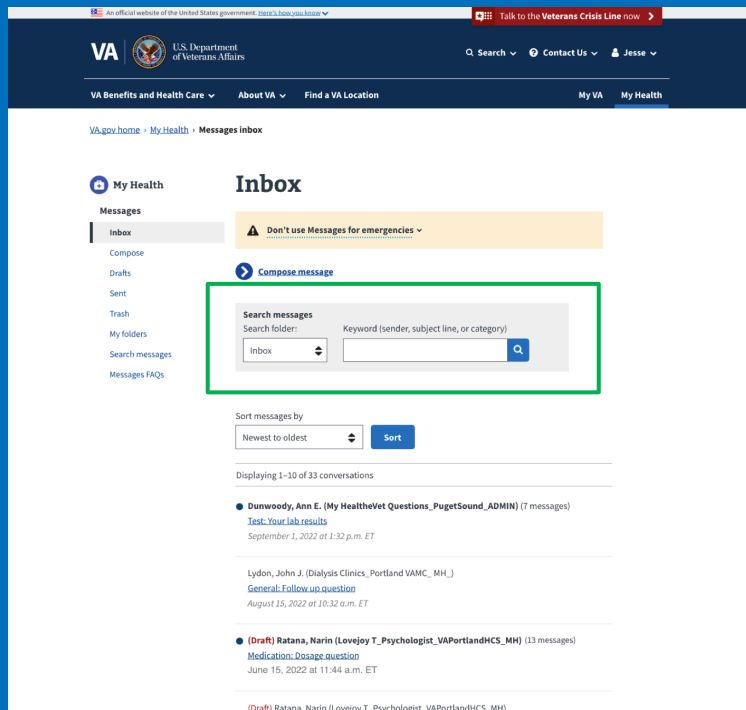 An official website of the United States government. Here's how you know
Talk to the Veterans Crisis Line now
VA
U.S. Department
of Veterans Affairs
Search
Contact Us
Jesse
VA Benefits and Health Care
About VA
Find a VA Location
My VA
My Health
VA.gov home › My Health › Messages inbox
My Health
Messages
Inbox
Compose
Drafts
Sent
Trash
My folders
Search messages
Messages FAQs
Inbox
Don't use Messages for emergencies
Compose message
Search messages
Search folder:
Keyword (sender, subject line, or category)
Inbox
Sort messages by
Newest to oldest
Sort
Displaying 1–10 of 33 conversations
Dunwoody, Ann E. (My HealtheVet Questions_PugetSound_ADMIN) (7 messages)
Test: Your lab results
September 1, 2022 at 1:32 p.m. ET
Lydon, John J. (Dialysis Clinics_Portland VAMC_ MH_)
General: Follow up question
August 15, 2022 at 10:32 a.m. ET
(Draft) Ratana, Narin (Lovejoy T_Psychologist_VAPortlandHCS_MH) (13 messages)
Medication: Dosage question
June 15, 2022 at 11:44 a.m. ET
(Draft) Ratana, Narin (Lovejoy T_Psychologist_VAPortlandHCS_MH)